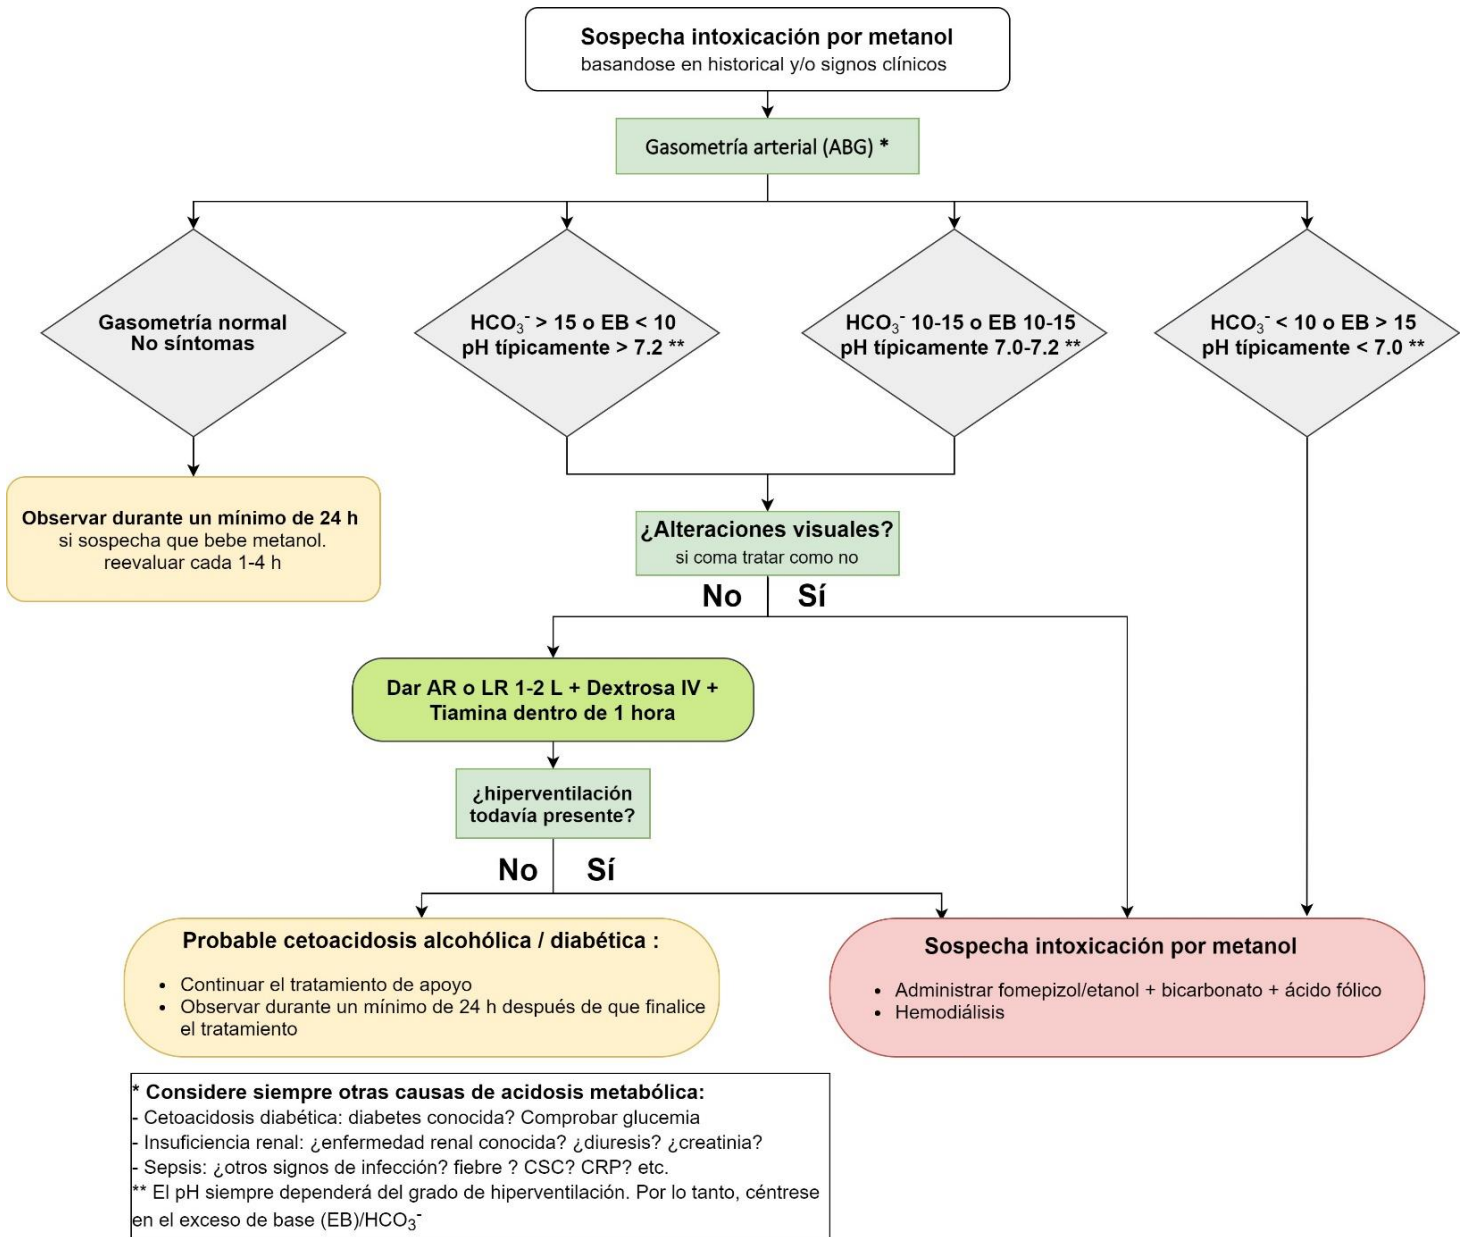 Sospecha intoxicación por metanol
basandose en historical y/o signos clínicos
Gasometría arterial (ABG) *
Gasometría normal
No síntomas
HCO₃⁻ > 15 o EB < 10
pH típicamente > 7.2 **
HCO₃⁻ 10-15 o EB 10-15
pH típicamente 7.0-7.2 **
HCO₃⁻ < 10 o EB > 15
pH típicamente < 7.0 **
Observar durante un mínimo de 24 h
si sospecha que bebe metanol.
reevaluar cada 1-4 h
¿Alteraciones visuales?
si coma tratar como no
No Sí
Dar AR o LR 1-2 L + Dextrosa IV +
Tiamina dentro de 1 hora
¿hiperventilación
todavía presente?
No Sí
Probable cetoacidosis alcohólica / diabética :
• Continuar el tratamiento de apoyo
• Observar durante un mínimo de 24 h después de que finalice
el tratamiento
Sospecha intoxicación por metanol
• Administrar fomepizol/etanol + bicarbonato + ácido fólico
• Hemodiálisis
* Considere siempre otras causas de acidosis metabólica:
- Cetoacidosis diabética: diabetes conocida? Comprobar glucemia
- Insuficiencia renal: ¿enfermedad renal conocida? ¿diuresis? ¿creatinia?
- Sepsis: ¿otros signos de infección? fiebre ? CSC? CRP? etc.
** El pH siempre dependerá del grado de hiperventilación. Por lo tanto, céntrese
en el exceso de base (EB)/HCO₃⁻